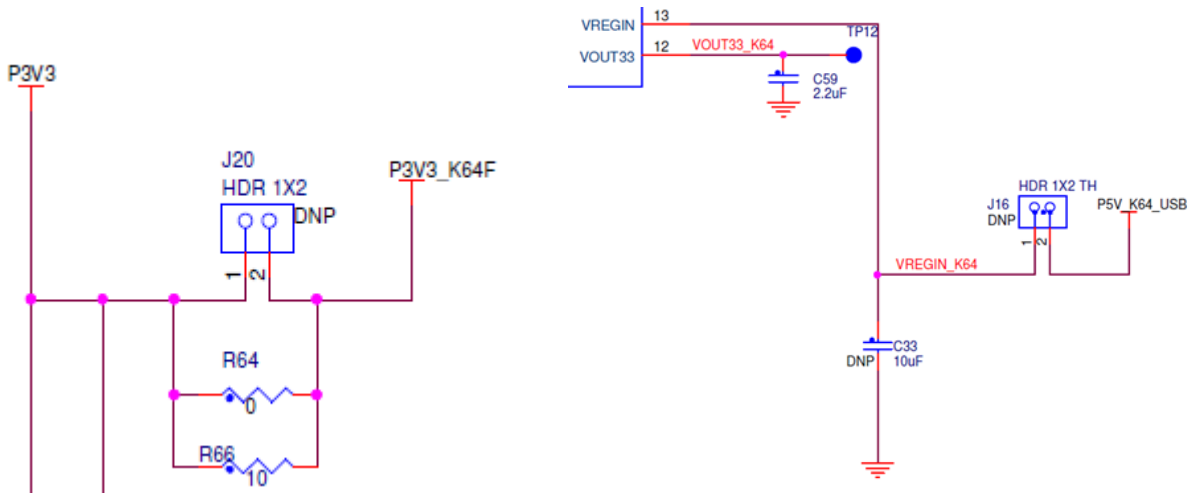 P3V3
J20
HDR 1X2
DNP
P3V3_K64F
1
2
R64
0
R66
10
VREGIN
13
VOUT33
12
VOUT33_K64
TP12
C59
2.2uF
HDR 1X2 TH
J16
DNP
P5V_K64_USB
1
2
VREGIN_K64
C33
DNP
10uF